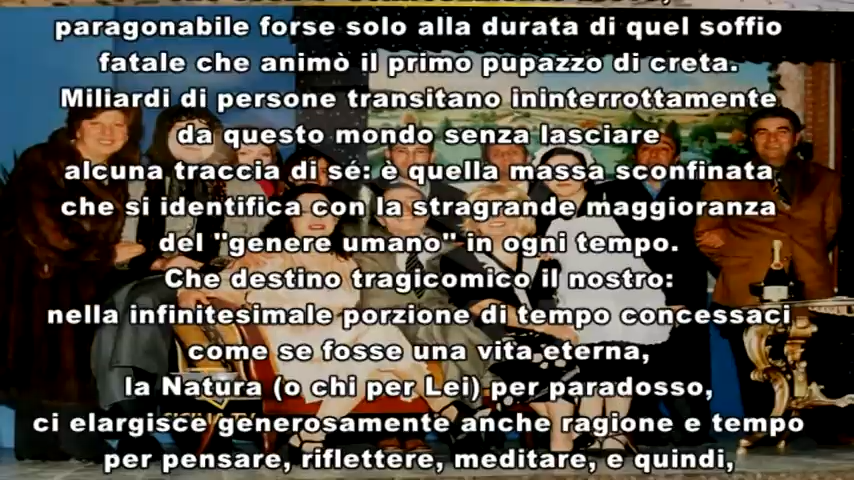 paragonabile forse solo alla durata di quel soffio
fatale che animò il primo pupazzo di creta.
Miliardi di persone transitano ininterrottamente
da questo mondo senza lasciare
alcuna traccia di sé: è quella massa sconfinata
che si identifica con la stragrande maggioranza
del "genere umano" in ogni tempo.
Che destino tragicomico il nostro:
nella infinitesimale porzione di tempo concessaci
come se fosse una vita eterna,
la Natura (o chi per Lei) per paradosso,
ci elargisce generosamente anche ragione e tempo
per pensare, riflettere, meditare, e quindi,